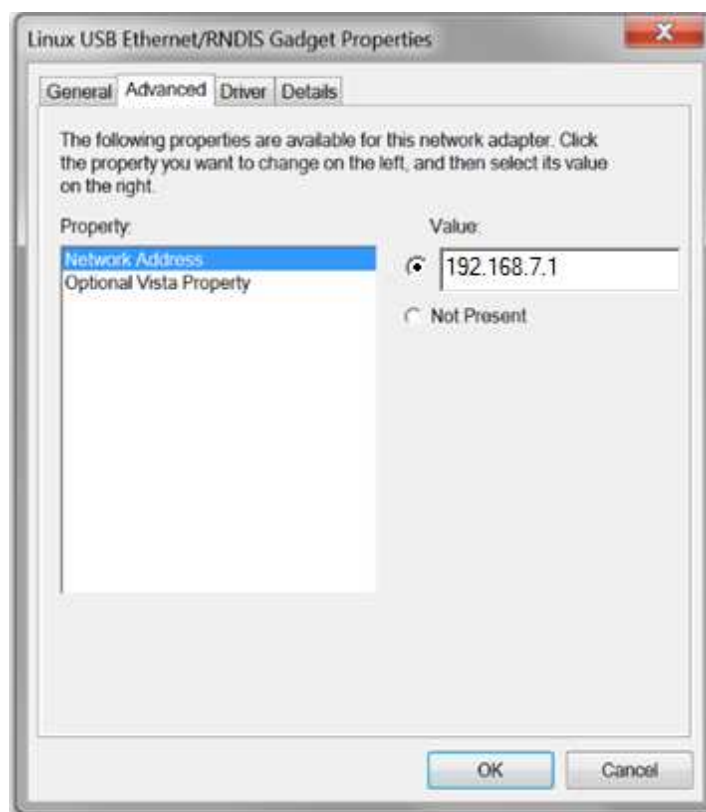 Linux USB Ethernet/RNDIS Gadget Properties
General Advanced Driver Details
The following properties are available for this network adapter. Click
the property you want to change on the left, and then select its value
on the right.
Property:
Value:
Network Address
192.168.7.1
Optional Vista Property
Not Present
OK
Cancel